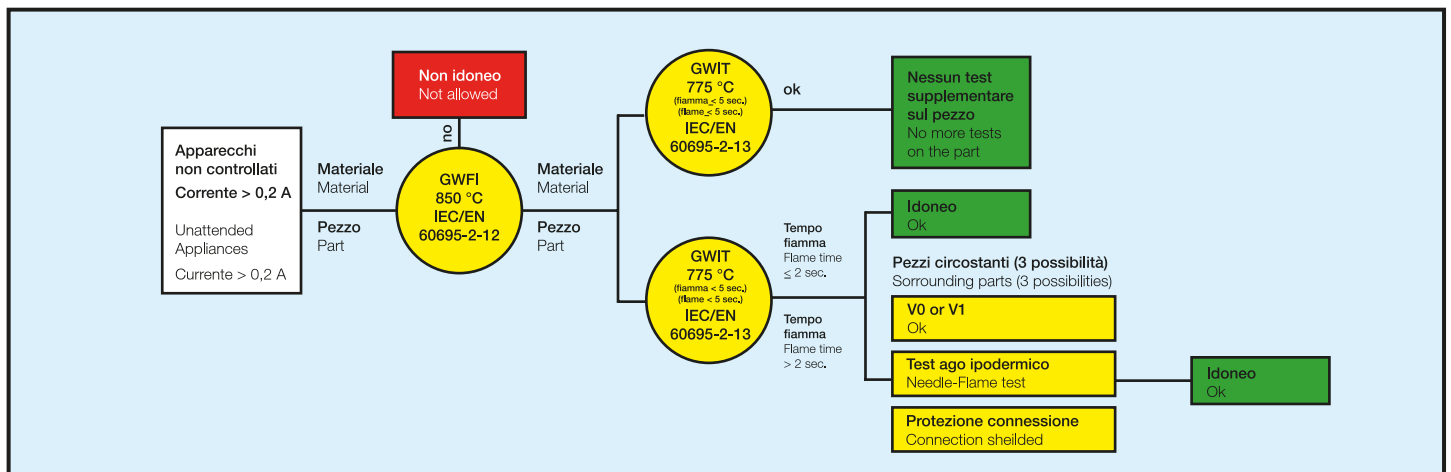 Apparecchi
non controllati
Corrente > 0,2 A
Unattended
Appliances
Currente > 0,2 A
Materiale
Material
Pezzo
Part
Non idoneo
Not allowed
no
GWFI
850 °C
IEC/EN
60695-2-12
Materiale
Material
Pezzo
Part
GWIT
775 °C
(fiamma ≤ 5 sec.)
(flame ≤ 5 sec.)
IEC/EN
60695-2-13
ok
Nessun test
supplementare
sul pezzo
No more tests
on the part
GWIT
775 °C
(fiamma < 5 sec.)
(flame < 5 sec.)
IEC/EN
60695-2-13
Tempo
fiamma
Flame time
≤ 2 sec.
Tempo
fiamma
Flame time
> 2 sec.
Idoneo
Ok
Pezzi circostanti (3 possibilità)
Sorrounding parts (3 possibilities)
V0 or V1
Ok
Test ago ipodermico
Needle-Flame test
Idoneo
Ok
Protezione connessione
Connection sheilded